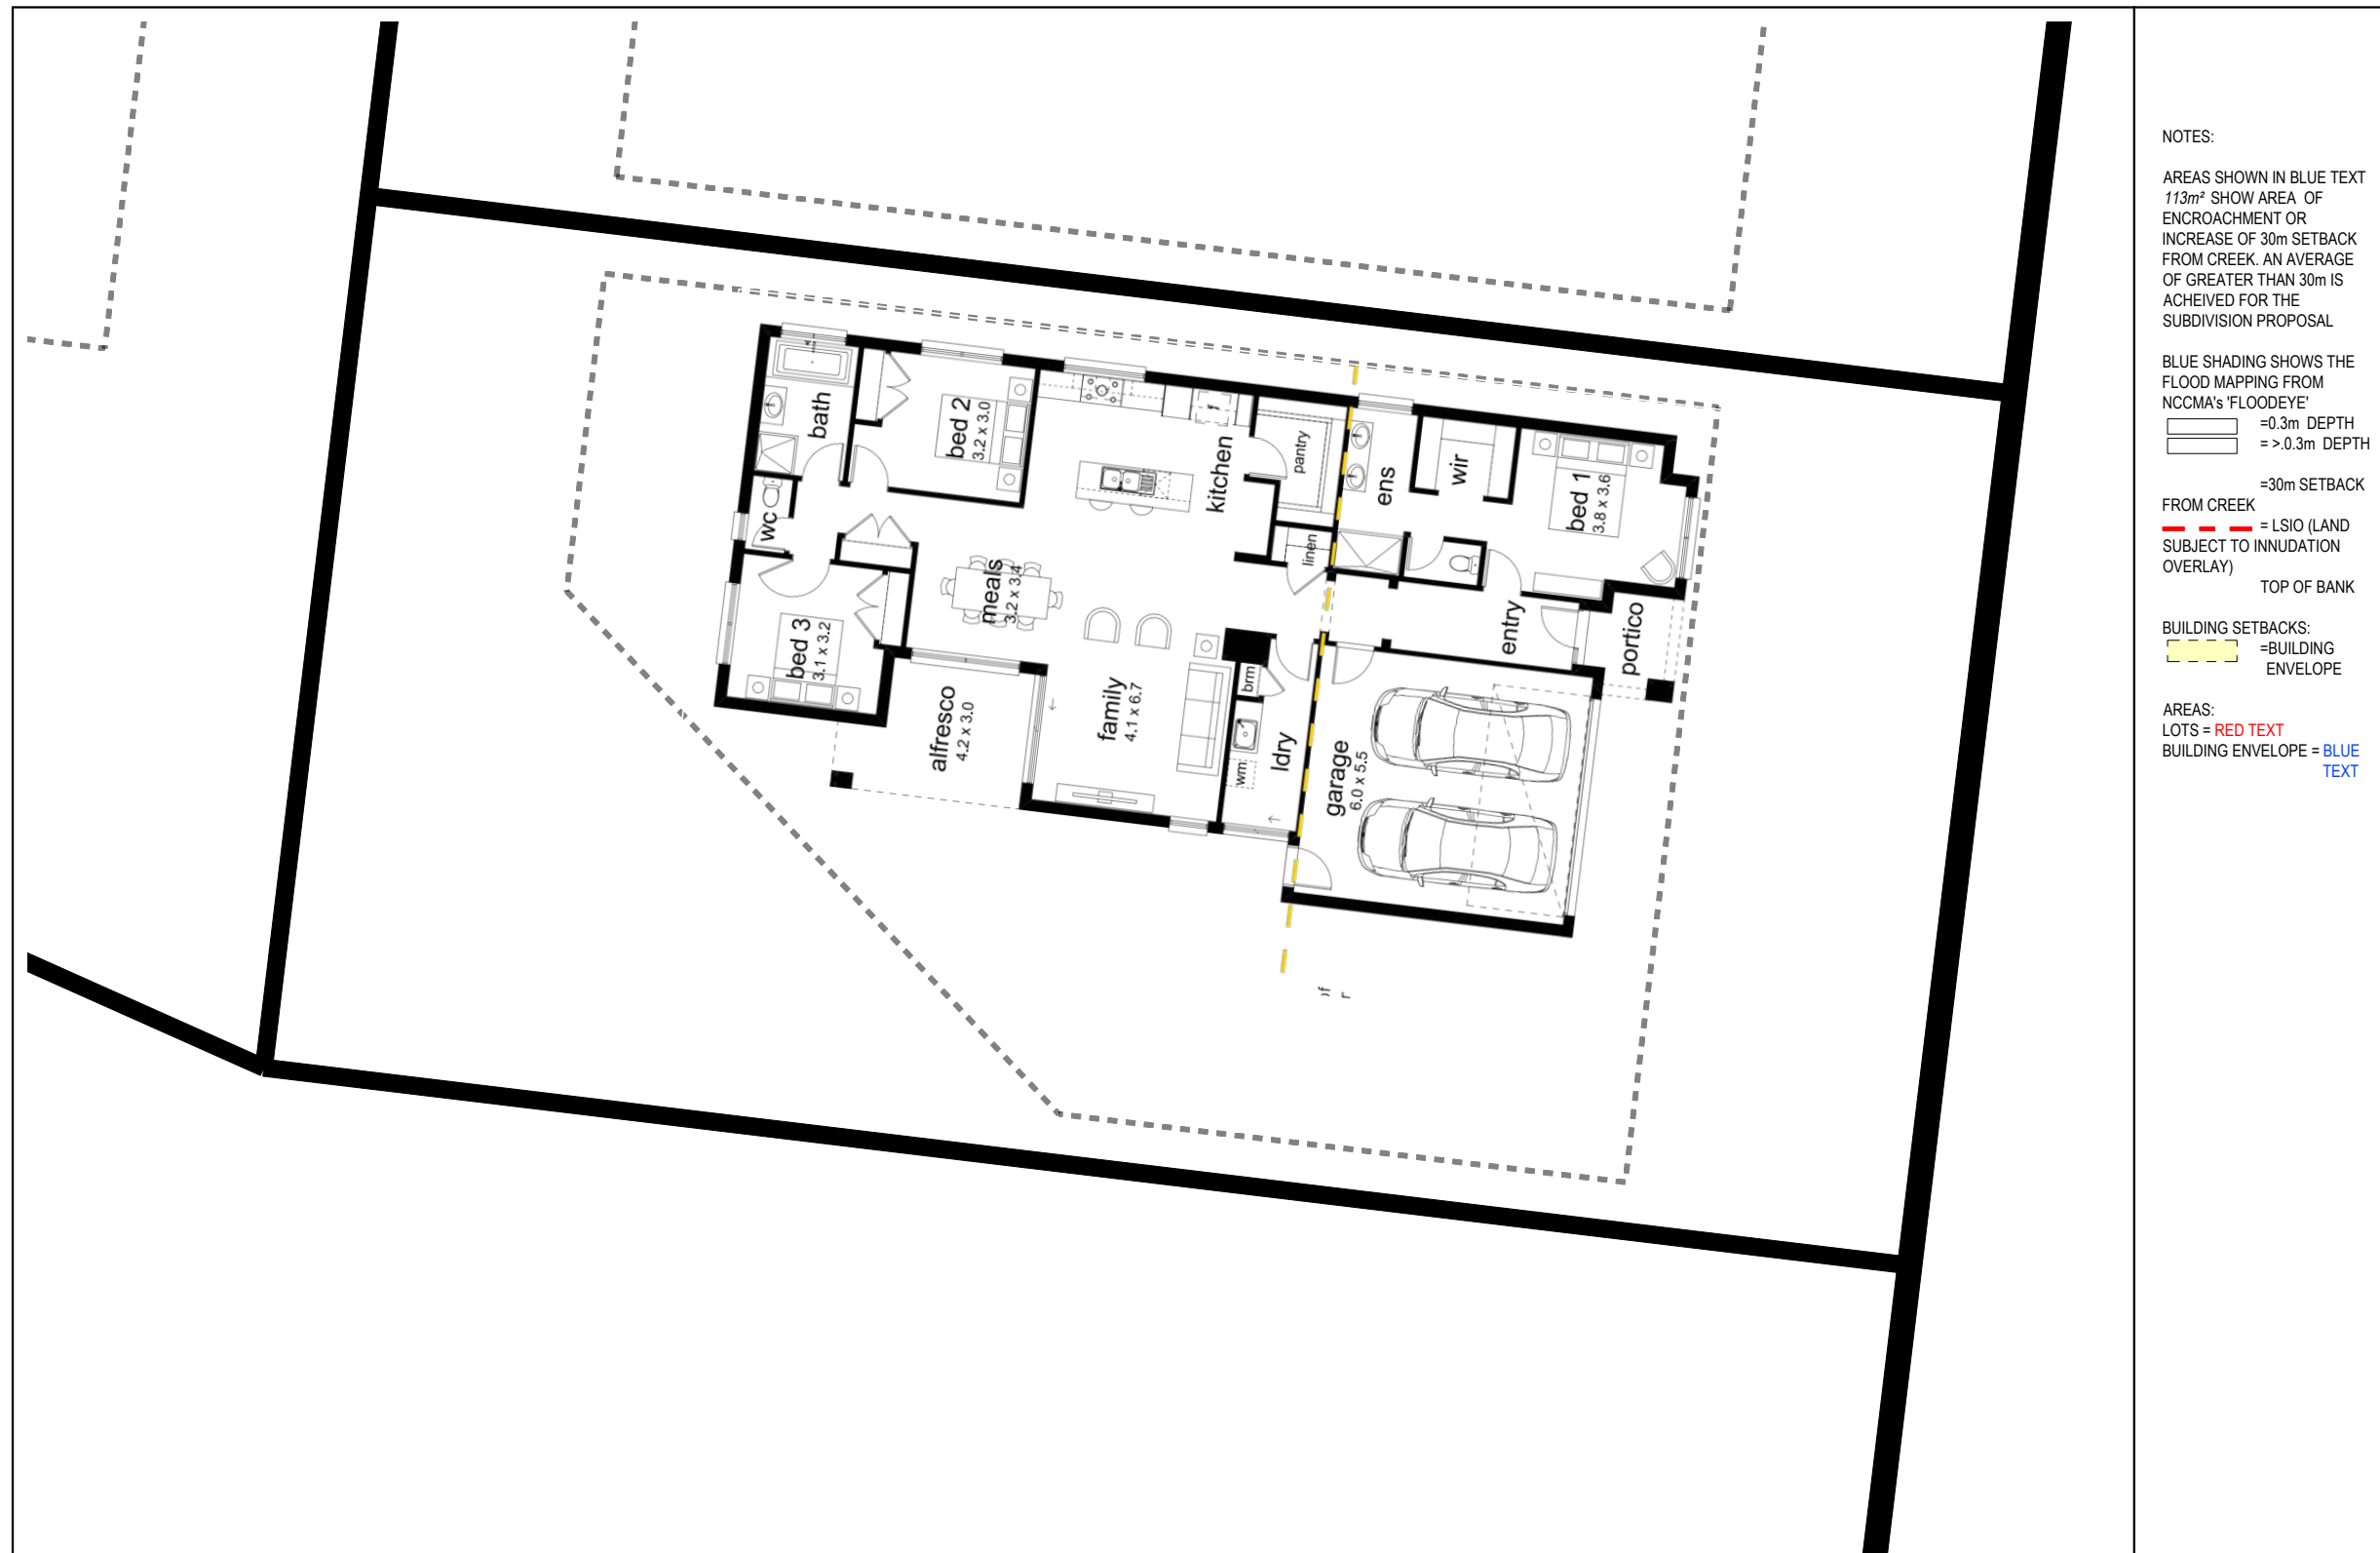 bath
bed 2
3.2 x 3.0
f
kitchen
pantry
ens
wir
bed 1
3.8 x 3.6
wc
linen
meals
3.2 x 3.4
bed 3
3.1 x 3.2
entry
portico
brm
alfresco
4.2 x 3.0
family
4.1 x 6.7
wm
ldry
garage
6.0 x 5.5
NOTES:
AREAS SHOWN IN BLUE TEXT
113m² SHOW AREA OF
ENCROACHMENT OR
INCREASE OF 30m SETBACK
FROM CREEK. AN AVERAGE
OF GREATER THAN 30m IS
ACHEIVED FOR THE
SUBDIVISION PROPOSAL
BLUE SHADING SHOWS THE
FLOOD MAPPING FROM
NCCMA's 'FLOODEYE'
=0.3m DEPTH
= >.0.3m DEPTH
=30m SETBACK
FROM CREEK
= LSIO (LAND
SUBJECT TO INNUDATION
OVERLAY)
TOP OF BANK
BUILDING SETBACKS:
=BUILDING
ENVELOPE
AREAS:
LOTS = RED TEXT
BUILDING ENVELOPE = BLUE
TEXT